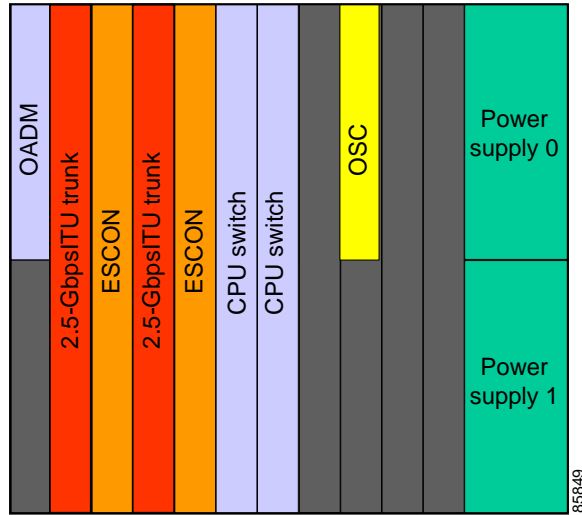 OADM
2.5-GbpsITU trunk
ESCON
2.5-GbpsITU trunk
ESCON
CPU switch
CPU switch
OSC
Power
supply 0
Power
supply 1
85849